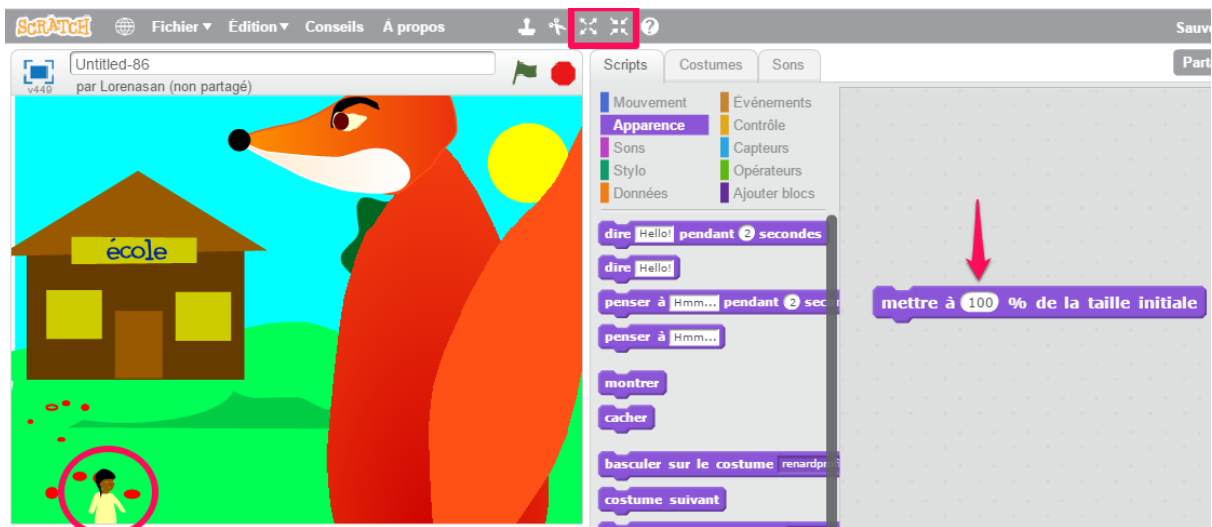 SCRATCH Fichier▼ Édition▼ Conseils À propos
Sauv
Untitled-86
v449 par Lorenasan (non partagé)
école
Scripts Costumes Sons
Part
Mouvement Événements
Apparence Contrôle
Sons Capteurs
Stylo Opérateurs
Données Ajouter blocs
dire Hello! pendant 2 secondes
dire Hello!
penser à Hmm... pendant 2 sec
penser à Hmm...
montrer
cacher
basculer sur le costume renardpr
costume suivant
mettre à 100 % de la taille initiale